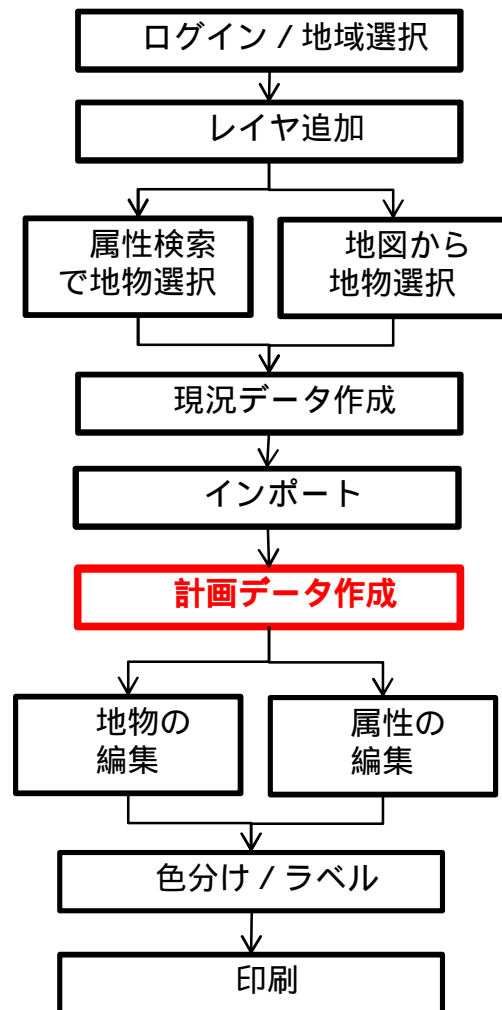 ログイン / 地域選択
レイヤ追加
属性検索
で地物選択
地図から
地物選択
現況データ作成
インポート
計画データ作成
地物の
編集
属性の
編集
色分け / ラベル
印刷